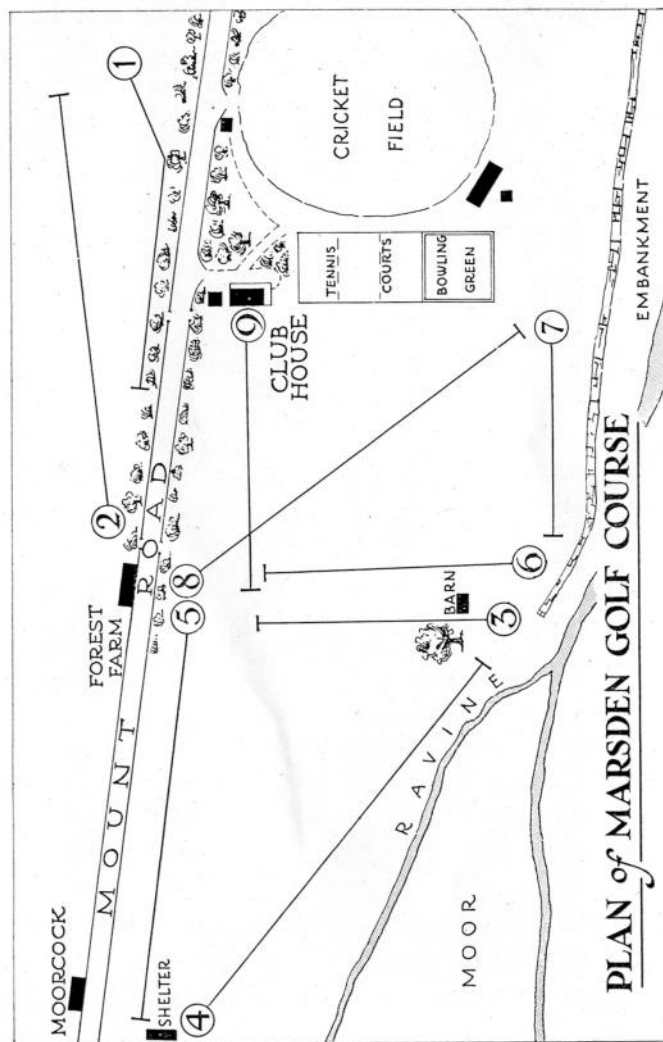 MOORCOCK
SHELTER
MOUNT ROAD
FOREST
FARM
1
2
3
4
5
6
7
8
9
CLUB
HOUSE
BARN
RAVINE
MOOR
CRICKET
FIELD
TENNIS
COURTS
BOWLING
GREEN
EMBANKMENT
PLAN of MARSDEN GOLF COURSE